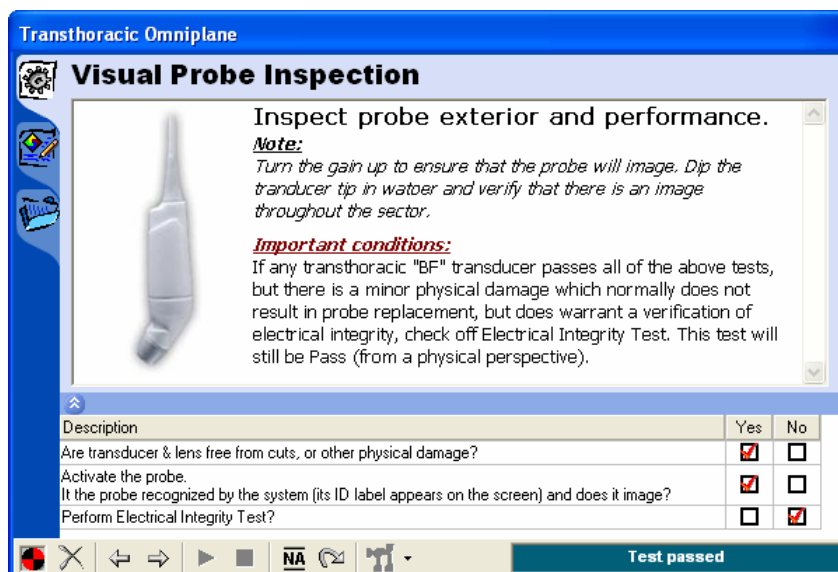 Transthoracic Omniplane
Visual Probe Inspection
Inspect probe exterior and performance.
Note:
Turn the gain up to ensure that the probe will image. Dip the
tranducer tip in watoer and verify that there is an image
throughout the sector.
Important conditions:
If any transthoracic "BF" transducer passes all of the above tests,
but there is a minor physical damage which normally does not
result in probe replacement, but does warrant a verification of
electrical integrity, check off Electrical Integrity Test. This test will
still be Pass (from a physical perspective).
Description Yes No
Are transducer & lens free from cuts, or other physical damage?
Activate the probe.
It the probe recognized by the system (its ID label appears on the screen) and does it image?
Perform Electrical Integrity Test?
NA Test passed